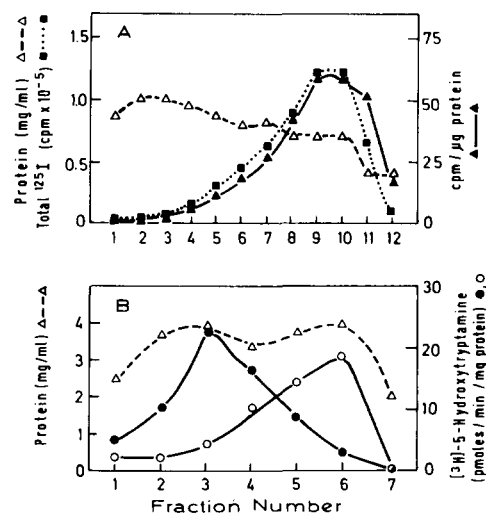 A
Protein (mg/ml) △--△
Total 125I (cpm x 10-5) ■····■
1.5
1.0
0.5
0
75
50
25
0
cpm/µg protein ▲—▲
1 2 3 4 5 6 7 8 9 10 11 12
B
Protein (mg/ml) △--△
4
3
2
1
0
30
20
10
0
[3H]-5-Hydroxytryptamine
(pmoles/min/mg protein) ●,○
1 2 3 4 5 6 7
Fraction Number